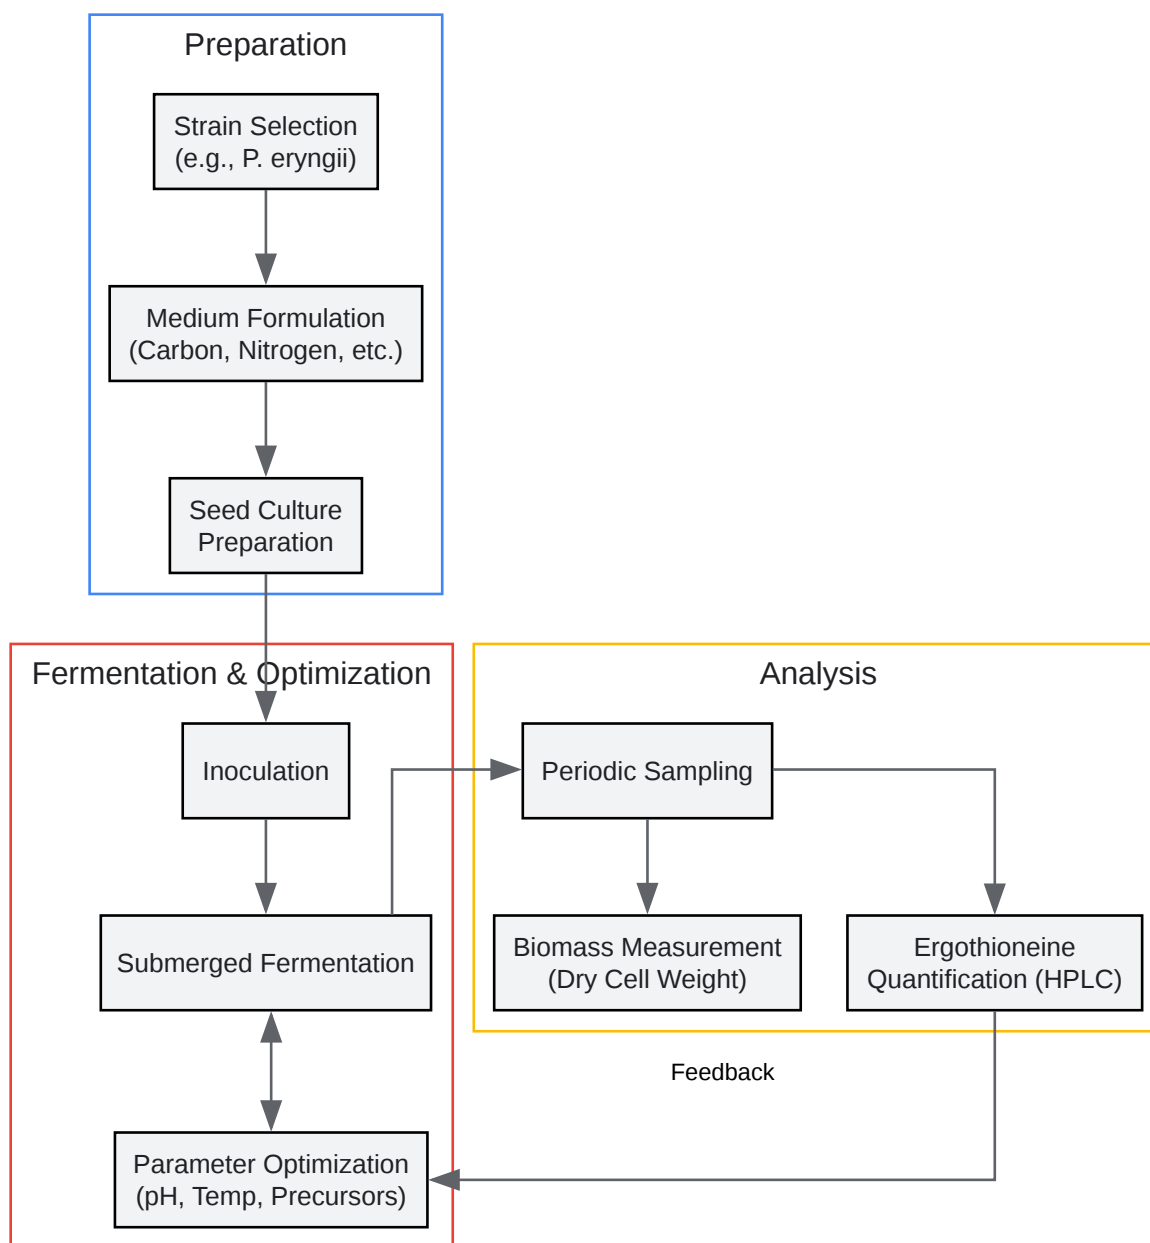 Preparation
Strain Selection
(e.g., P. eryngii)
Medium Formulation
(Carbon, Nitrogen, etc.)
Seed Culture
Preparation
Fermentation & Optimization
Inoculation
Submerged Fermentation
Parameter Optimization
(pH, Temp, Precursors)
Analysis
Periodic Sampling
Biomass Measurement
(Dry Cell Weight)
Ergothioneine
Quantification (HPLC)
Feedback